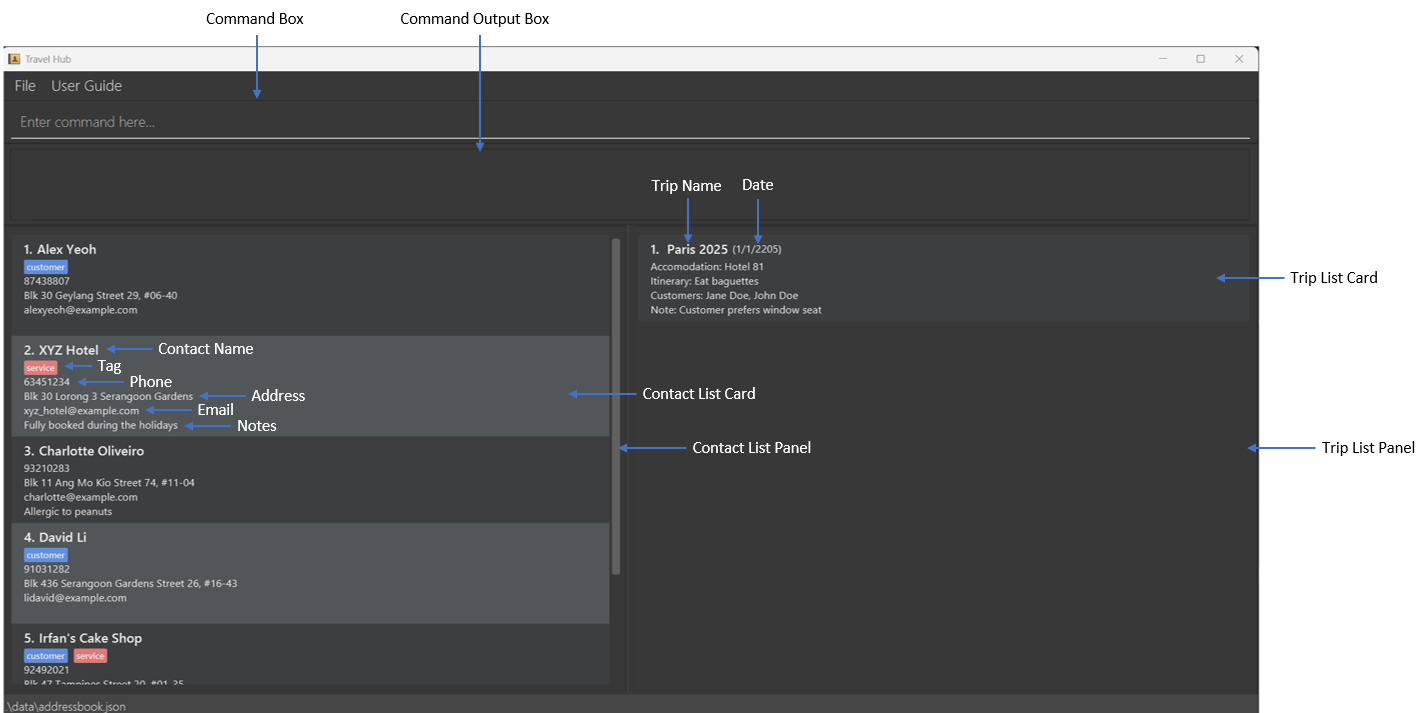 Command Box
Command Output Box
Travel Hub
File User Guide
Enter command here...
Trip Name Date
1. Alex Yeoh
customer
87438807
Blk 30 Geylang Street 29, #06-40
alexyeoh@example.com
2. XYZ Hotel
Contact Name
service
Tag
63451234
Phone
Blk 30 Lorong 3 Serangoon Gardens
Address
xyz_hotel@example.com
Email
Fully booked during the holidays
Notes
Contact List Card
3. Charlotte Oliveiro
93210283
Blk 11 Ang Mo Kio Street 74, #11-04
charlotte@example.com
Allergic to peanuts
Contact List Panel
4. David Li
customer
91031282
Blk 436 Serangoon Gardens Street 26, #16-43
lidavid@example.com
5. Irfan's Cake Shop
customer service
92492021
Blk 47 Tampines Street 20, #01-35
1. Paris 2025 (1/1/2205)
Accomodation: Hotel 81
Itinerary: Eat baguettes
Customers: Jane Doe, John Doe
Note: Customer prefers window seat
Trip List Card
Trip List Panel
.\data\addressbook.json